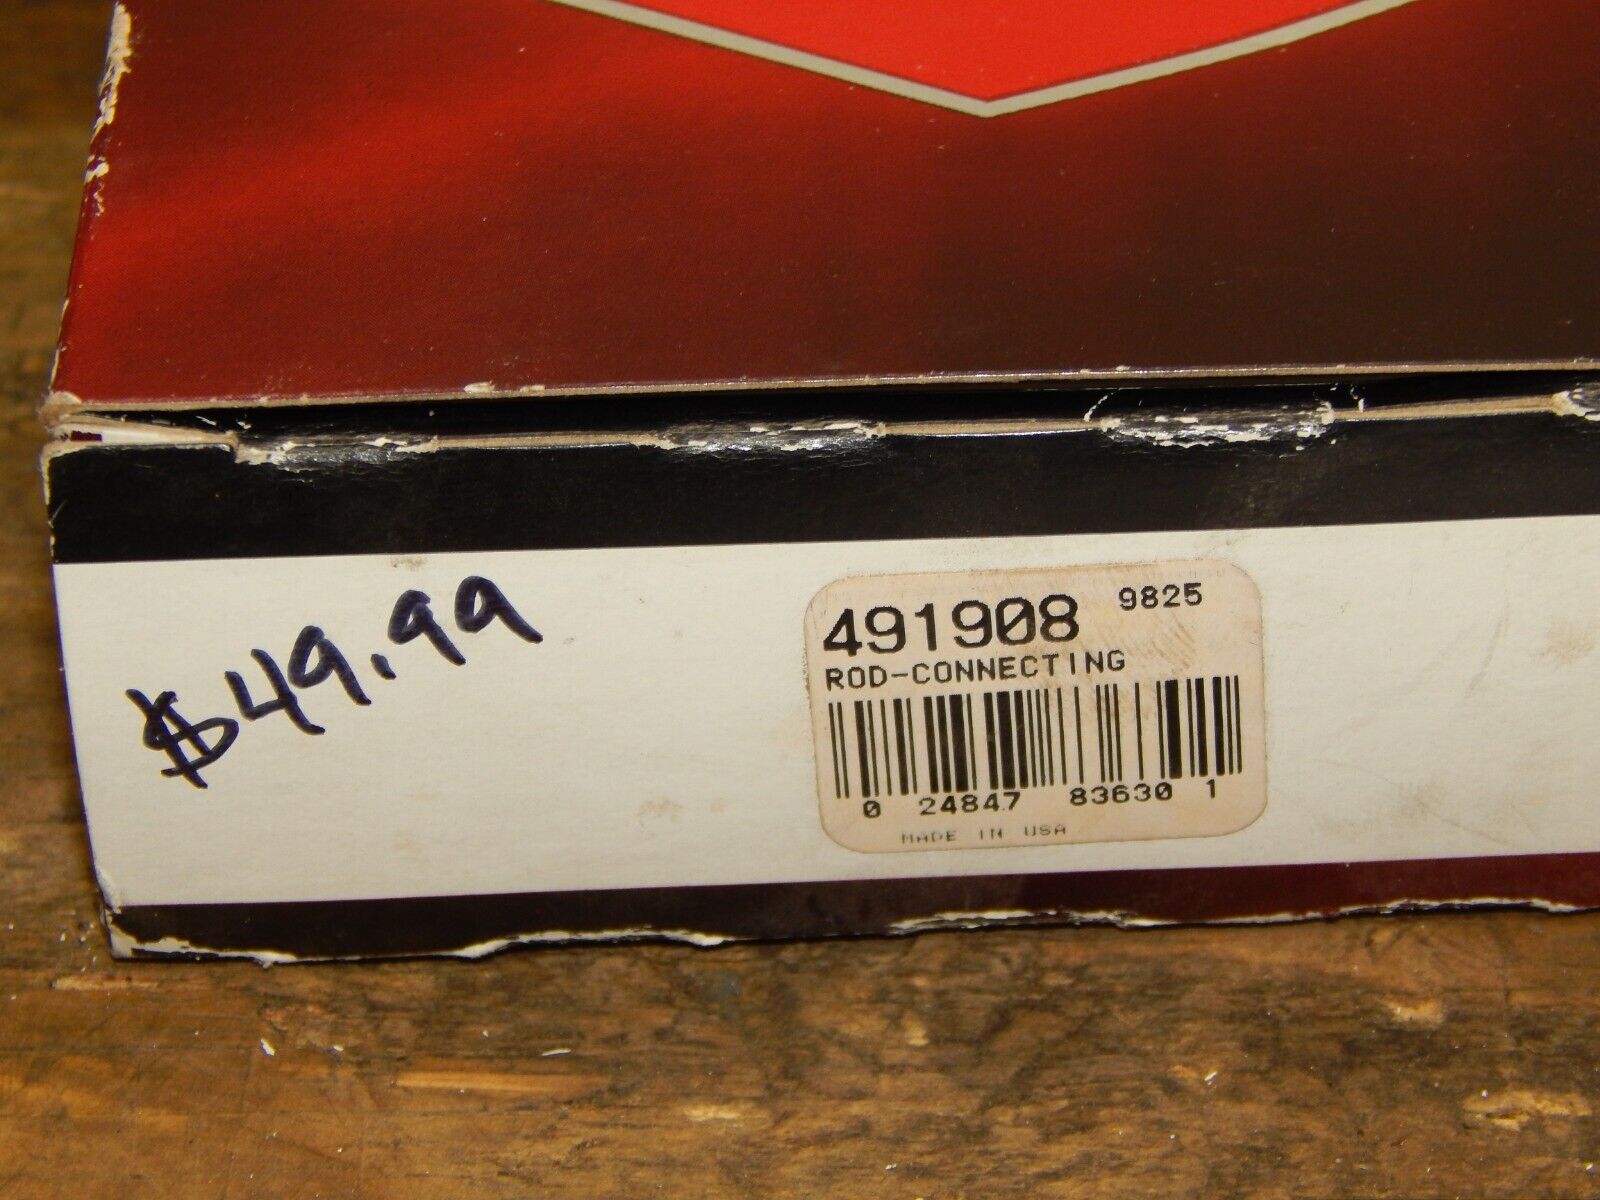 $49.99
491908 9825
ROD-CONNECTING
0 24847 83630 1
MADE IN USA